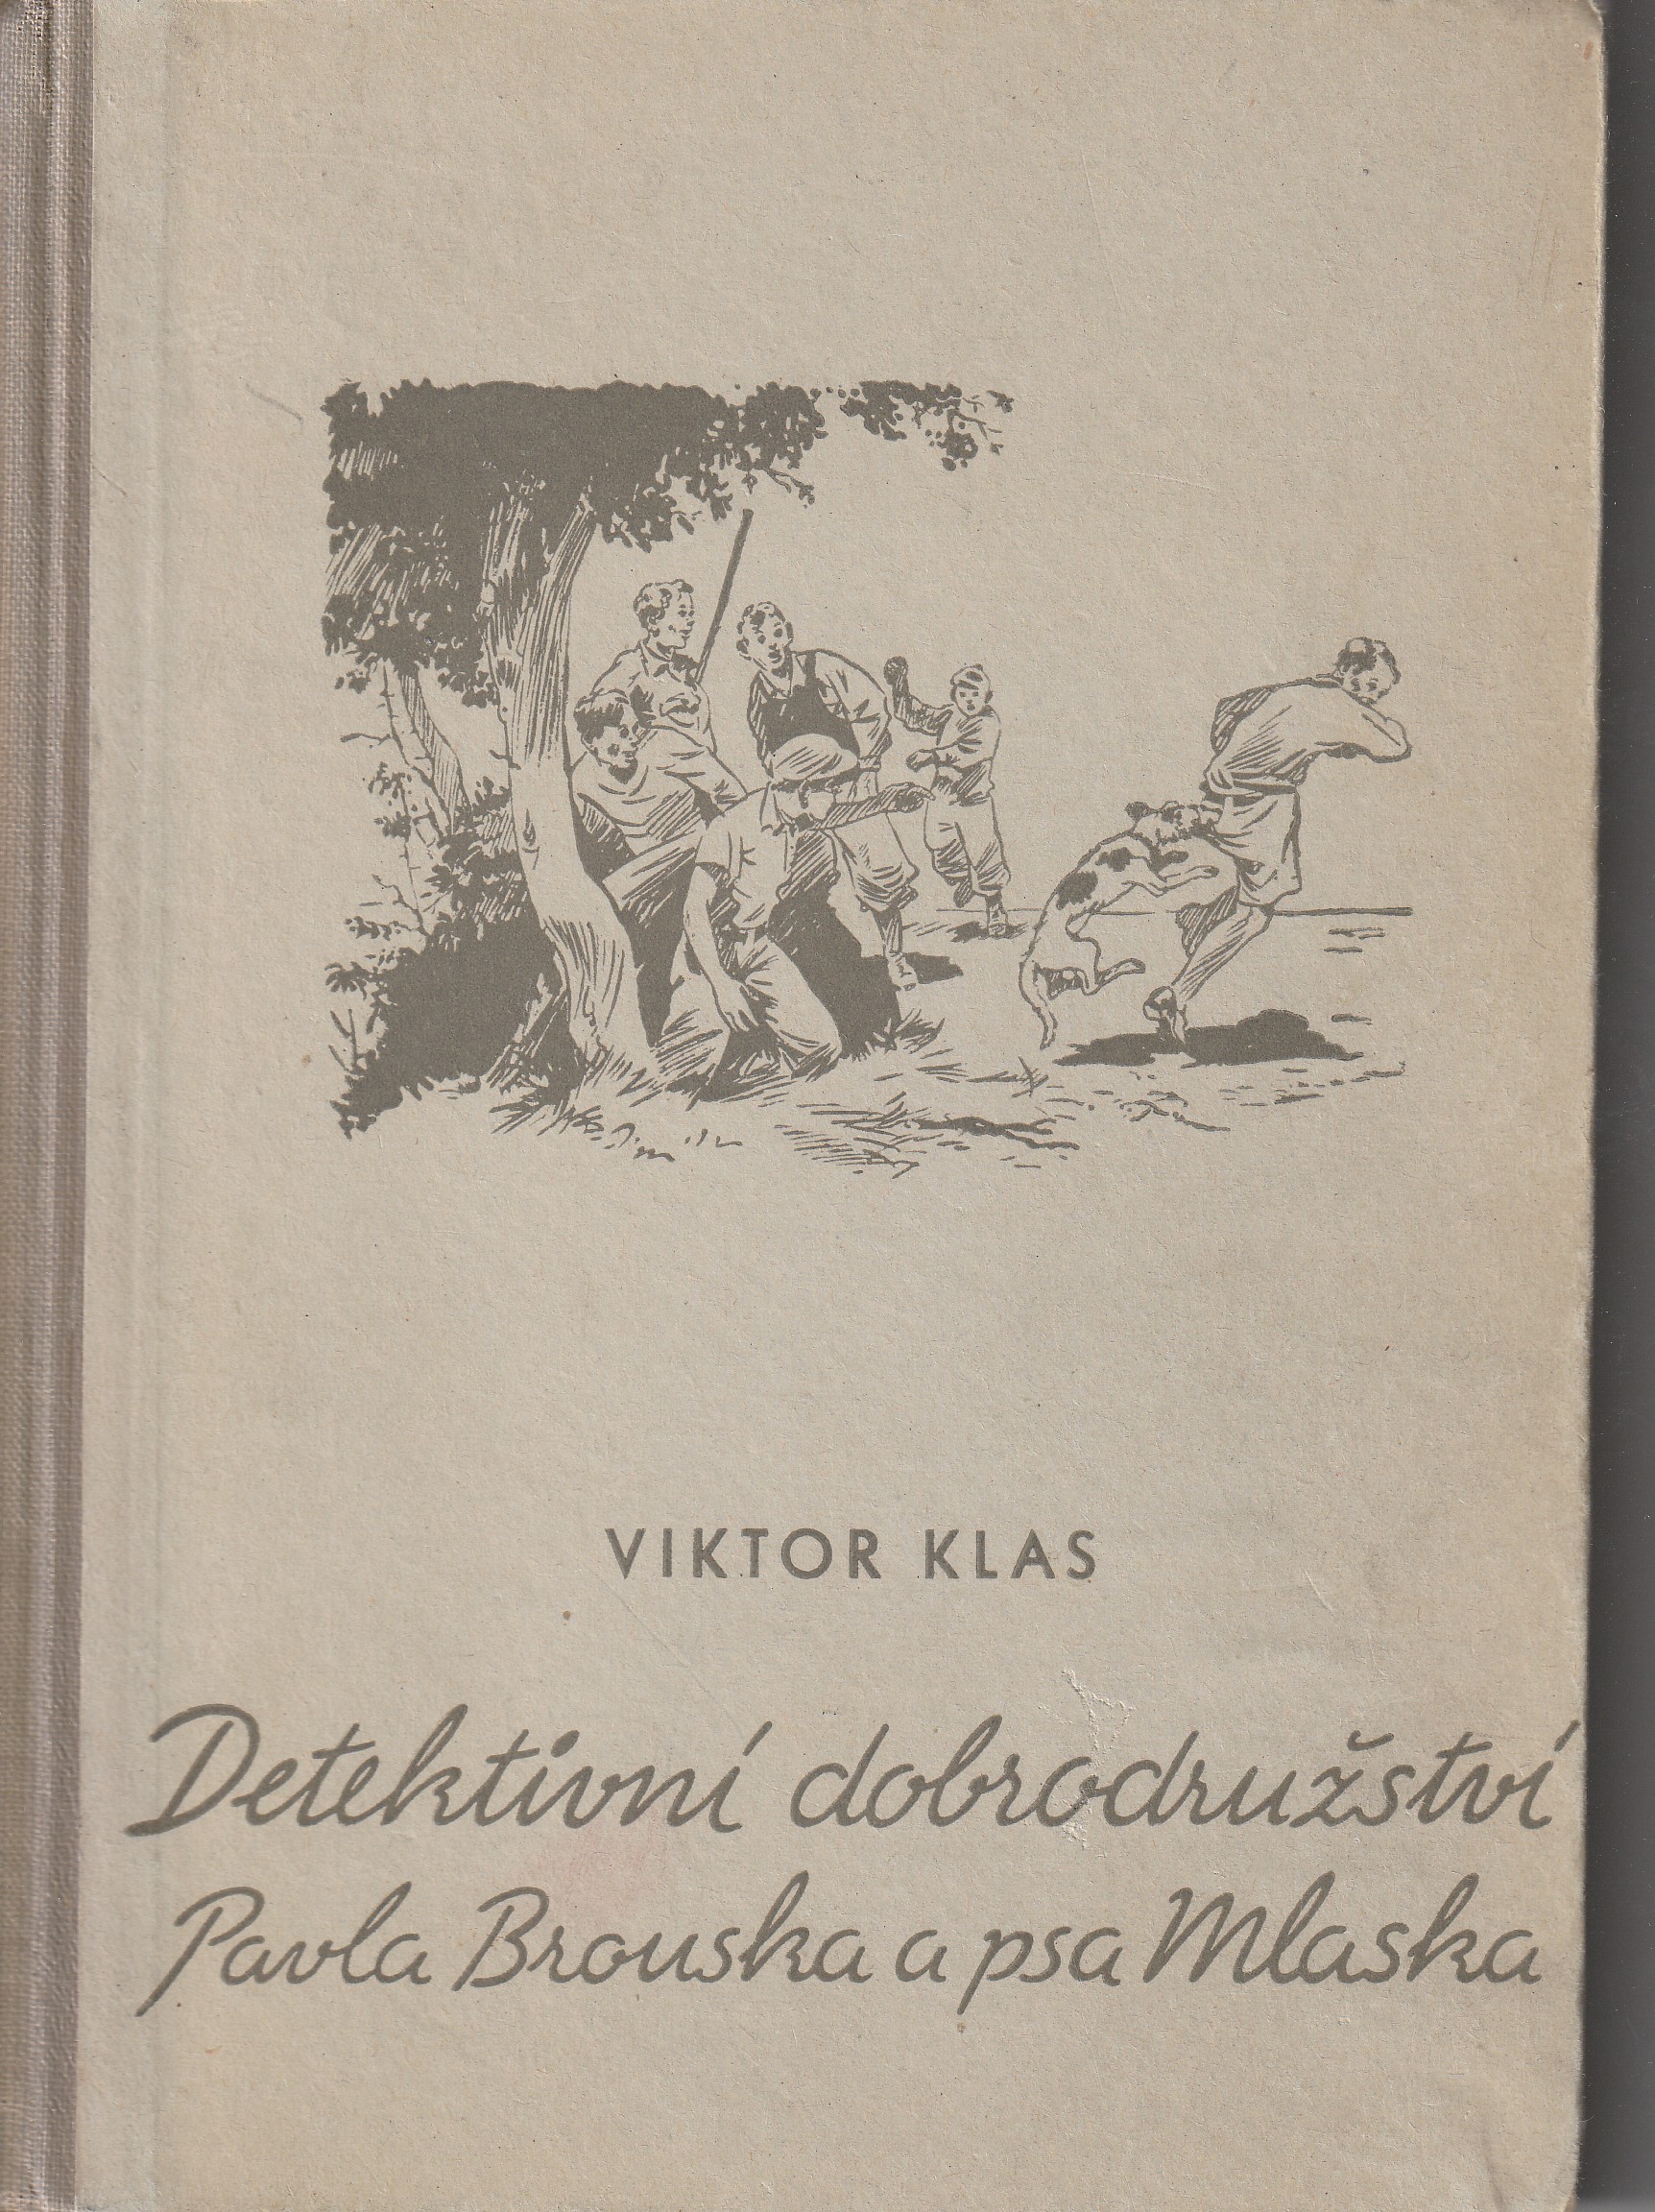 VIKTOR KLAS
Detektivní dobrodružství
Pavla Brouska a psa Mlaska